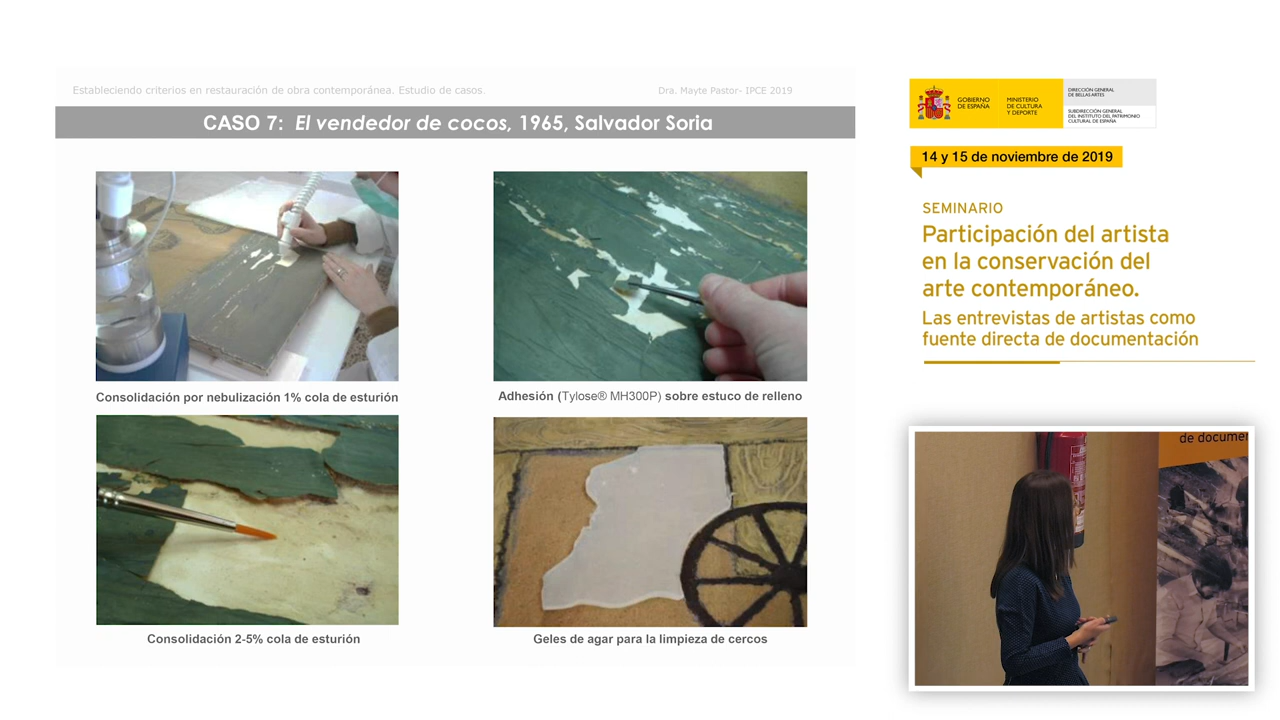 Estableciendo criterios en restauración de obra contemporánea. Estudio de casos.
Dra. Mayte Pastor- IPCE 2019
CASO 7: El vendedor de cocos, 1965, Salvador Soria
Consolidación por nebulización 1% cola de esturión
Adhesión (Tylose® MH300P) sobre estuco de relleno
Consolidación 2-5% cola de esturión
Geles de agar para la limpieza de cercos
GOBIERNO
DE ESPAÑA
MINISTERIO
DE CULTURA
Y DEPORTE
DIRECCIÓN GENERAL
DE BELLAS ARTES
SUBDIRECCIÓN GENERAL
DEL INSTITUTO DEL PATRIMONIO
CULTURAL DE ESPAÑA
14 y 15 de noviembre de 2019
SEMINARIO
Participación del artista
en la conservación del
arte contemporáneo.
Las entrevistas de artistas como
fuente directa de documentación
de documen